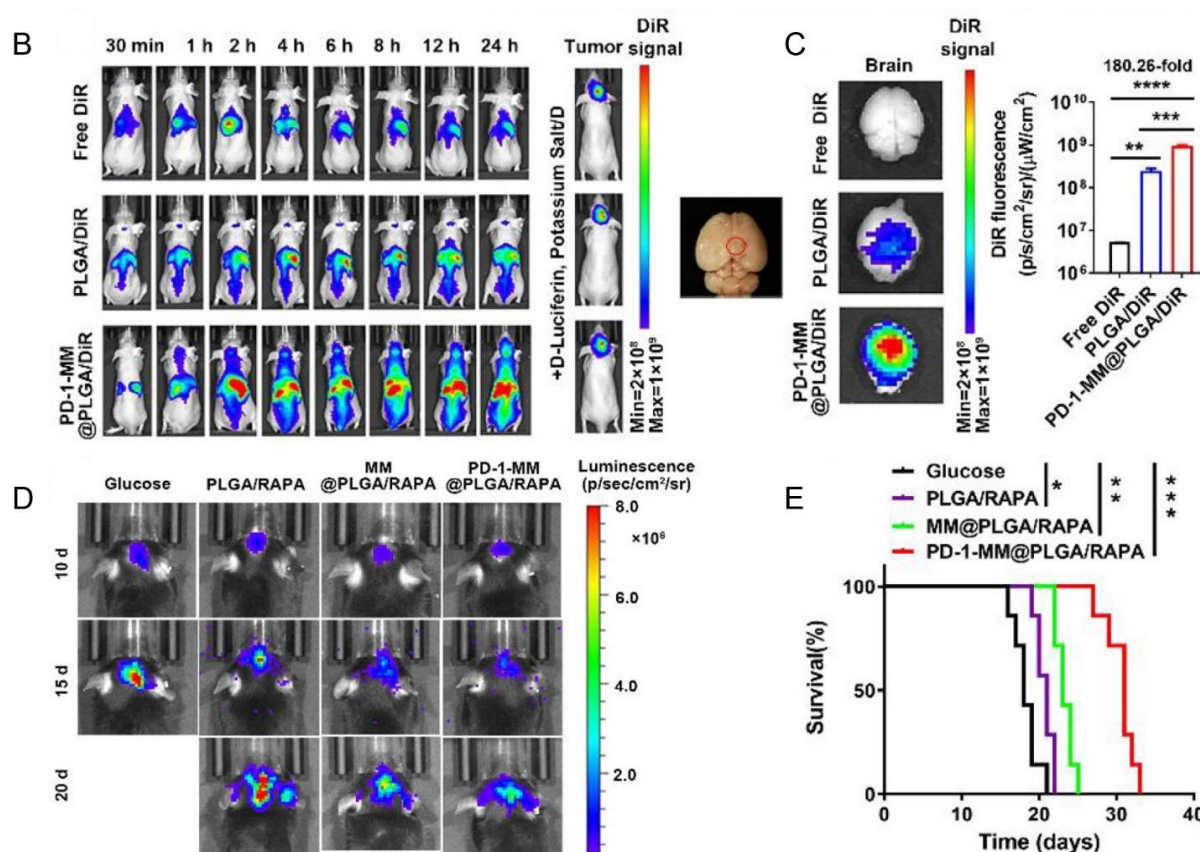 B
30 min 1 h 2 h 4 h 6 h 8 h 12 h 24 h
Tumor
DiR
signal
Free DiR
PLGA/DiR
PD-1-MM
@PLGA/DiR
+D-Luciferin, Potassium Salt/D
Min=2×10⁸
Max=1×10⁹
C
Brain
DiR
signal
Free DiR
PLGA/DiR
PD-1-MM
@PLGA/DiR
Min=2×10⁸
Max=1×10⁹
180.26-fold
****
***
**
DiR fluorescence
(p/s/cm²/sr)/(μW/cm²)
10¹⁰
10⁹
10⁸
10⁷
10⁶
Free DiR
PLGA/DiR
PD-1-MM@PLGA/DiR
D
Glucose
PLGA/RAPA
MM
@PLGA/RAPA
PD-1-MM
@PLGA/RAPA
Luminescence
(p/sec/cm²/sr)
10 d
15 d
20 d
8.0
×10⁶
6.0
4.0
2.0
E
Glucose
PLGA/RAPA
MM@PLGA/RAPA
PD-1-MM@PLGA/RAPA
*
**
***
Survival(%)
100
50
0
0 10 20 30 40
Time (days)